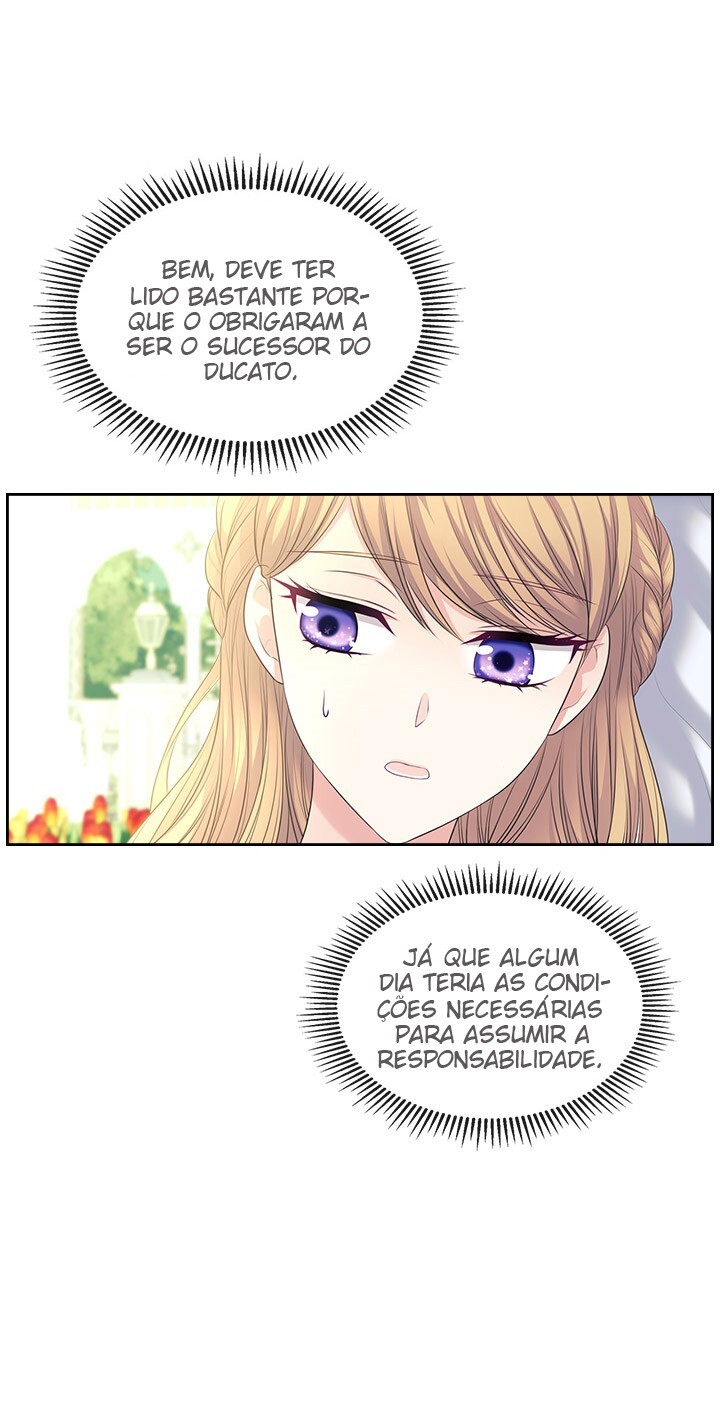 BEM, DEVE TER
LIDO BASTANTE POR-
QUE O OBRIGARAM A
SER O SUCESSOR DO
DUCATO.
JÁ QUE ALGUM
DIA TERIA AS CONDI-
ÇÕES NECESSÁRIAS
PARA ASSUMIR A
RESPONSABILIDADE.